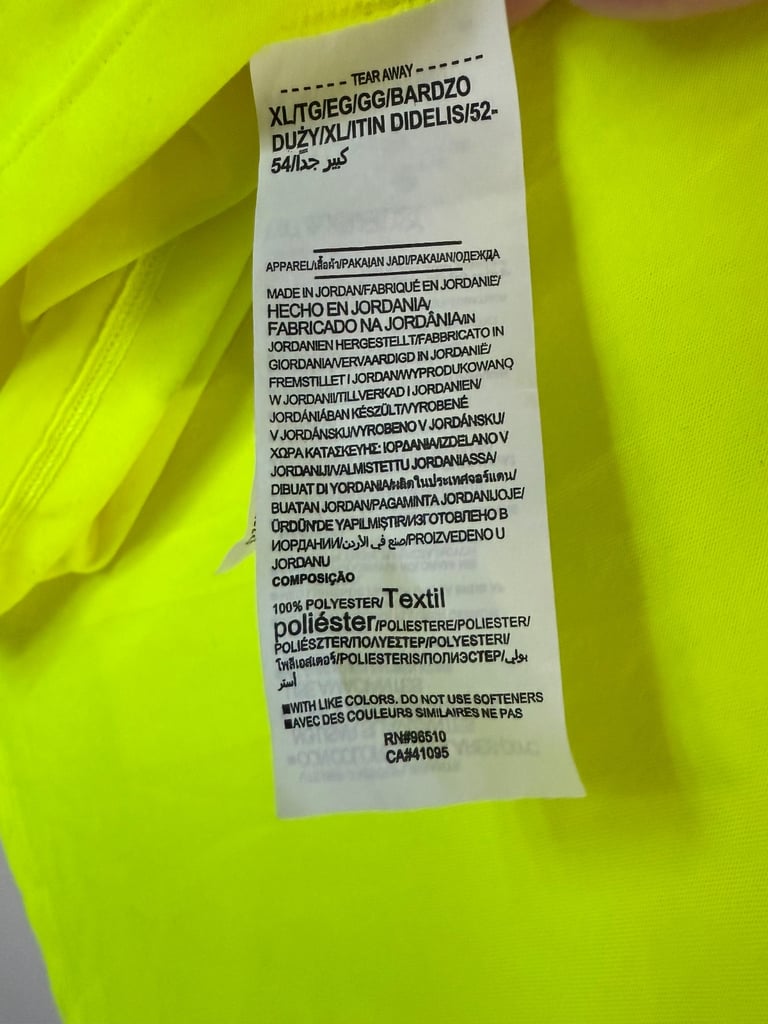 ------ TEAR AWAY ------
XL/TG/EG/GG/BARDZO
DUŻY/XL/ITIN DIDELIS/52-
54/كبير جدًا
APPAREL/เสื้อผ้า/PAKAIAN JADI/PAKAIAN/ОДЕЖДА
MADE IN JORDAN/FABRIQUÉ EN JORDANIE/
HECHO EN JORDANIA/
FABRICADO NA JORDÂNIA/IN
JORDANIEN HERGESTELLT/FABBRICATO IN
GIORDANIA/VERVAARDIGD IN JORDANIË/
FREMSTILLET I JORDAN/WYPRODUKOWANO
W JORDANII/TILLVERKAD I JORDANIEN/
JORDÁNIÁBAN KÉSZÜLT/VYROBENÉ
V JORDÁNSKU/VYROBENO V JORDÁNSKU/
ΧΩΡΑ ΚΑΤΑΣΚΕΥΗΣ: ΙΟΡΔΑΝΙΑ/IZDELANO V
JORDANIJI/VALMISTETTU JORDANIASSA/
DIBUAT DI YORDANIA/ผลิตในประเทศจอร์แดน/
BUATAN JORDAN/PAGAMINTA JORDANIJOJE/
ÜRDÜN'DE YAPILMIŞTIR/ИЗГОТОВЛЕНО В
ИОРДАНИИ/صنع في الأردن/PROIZVEDENO U
JORDANU
COMPOSIÇÃO
100% POLYESTER/Textil
poliéster/POLIESTERE/POLIESTER/
POLIÉSZTER/ΠΟΛΥΕΣΤΕΡ/POLYESTERI/
โพลีเอสเตอร์/POLIESTERIS/ПОЛИЭСТЕР/بولي
أستر
■WITH LIKE COLORS. DO NOT USE SOFTENERS
■AVEC DES COULEURS SIMILAIRES NE PAS
RN#96510
CA#41095